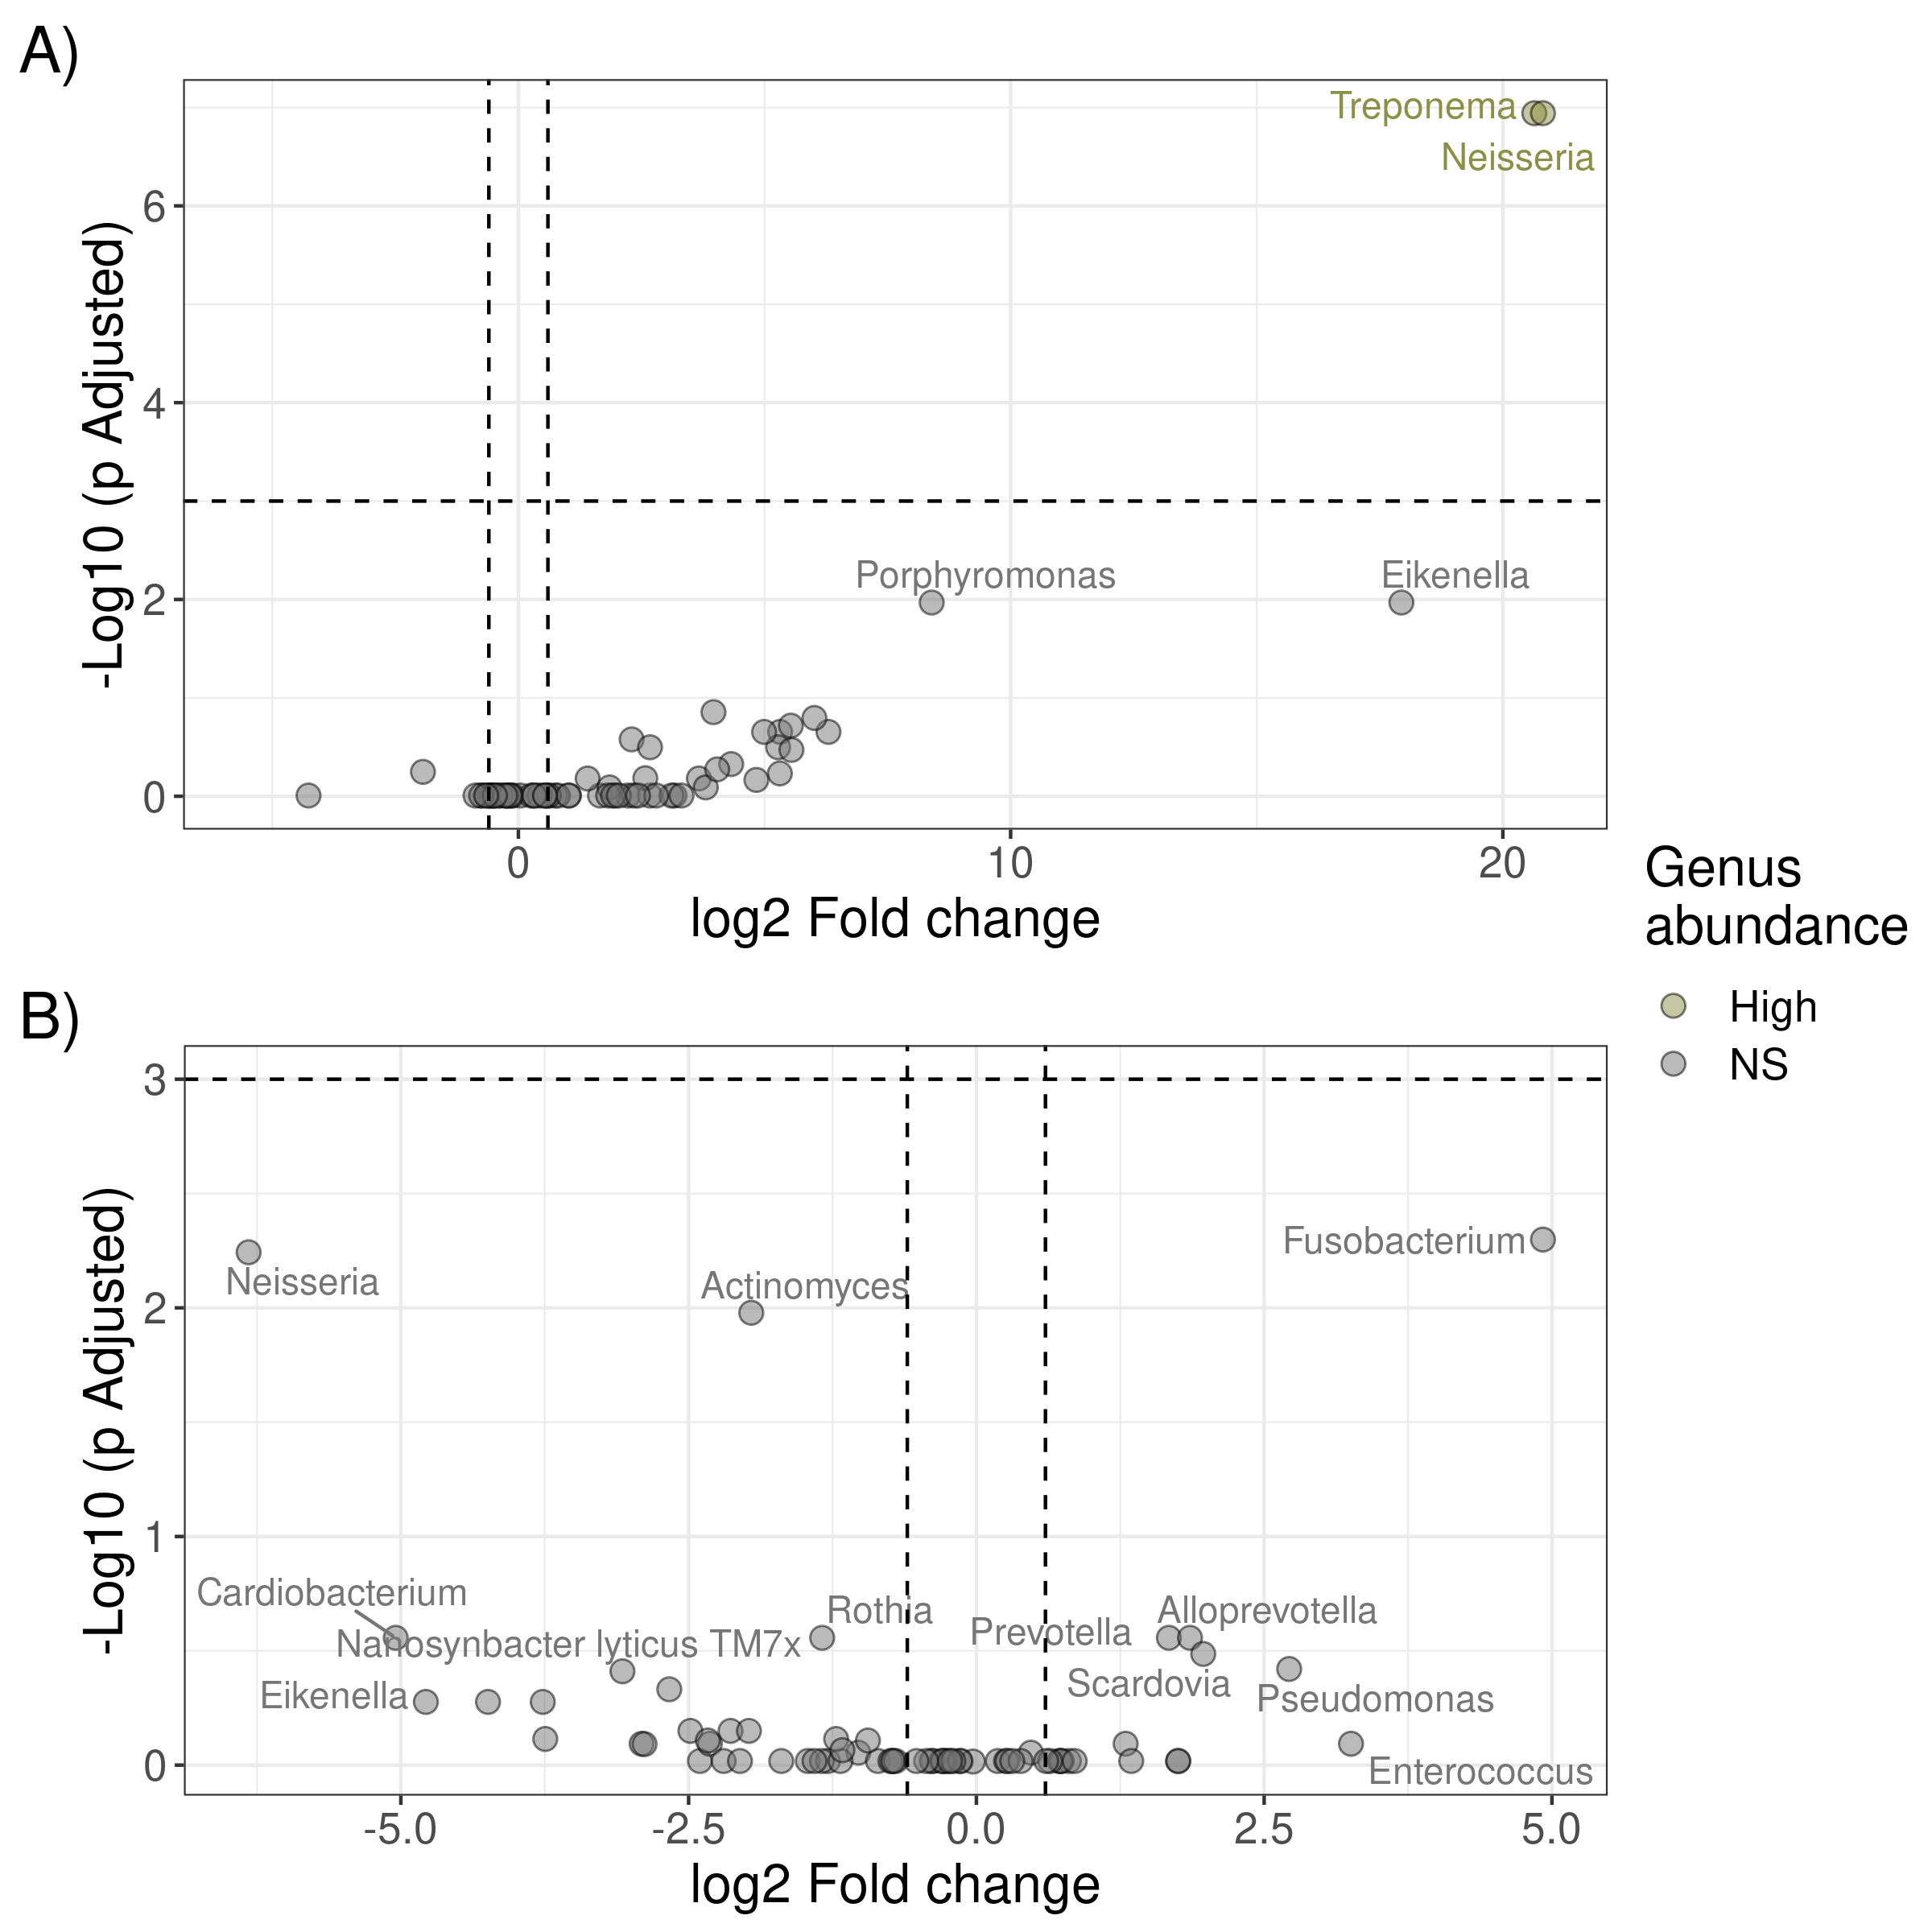 A)
Treponema
Neisseria
6
4
2
0
-Log10 (p Adjusted)
Porphyromonas
Eikenella
0
10
20
log2 Fold change
Genus
abundance
High
NS
B)
3
2
1
0
-Log10 (p Adjusted)
Fusobacterium
Neisseria
Actinomyces
Cardiobacterium
Rothia
Alloprevotella
Prevotella
Nanosynbacter lyticus TM7x
Scardovia
Eikenella
Pseudomonas
Enterococcus
-5.0
-2.5
0.0
2.5
5.0
log2 Fold change